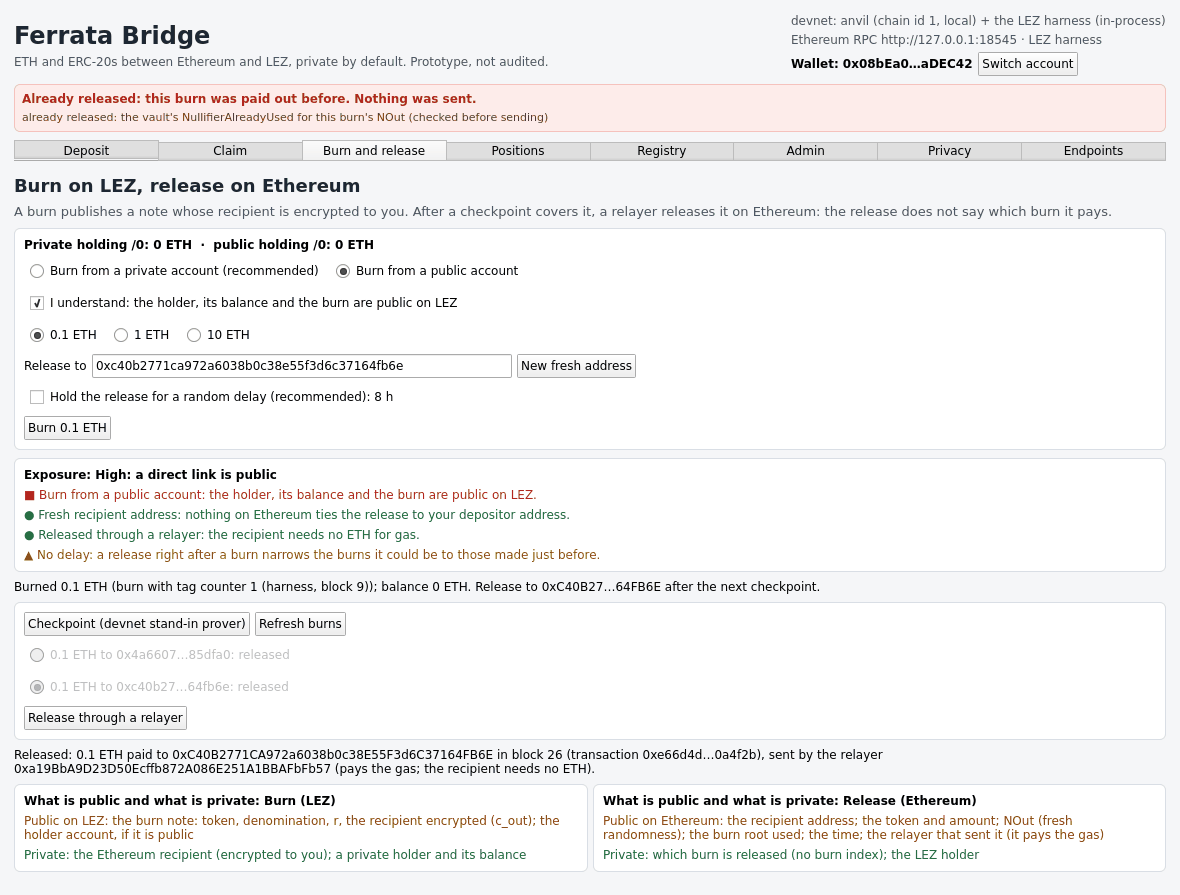 Ferrata Bridge
ETH and ERC-20s between Ethereum and LEZ, private by default. Prototype, not audited.
devnet: anvil (chain id 1, local) + the LEZ harness (in-process)
Ethereum RPC http://127.0.0.1:18545 · LEZ harness
Wallet: 0x08bEa0…aDEC42 Switch account
Already released: this burn was paid out before. Nothing was sent.
already released: the vault's NullifierAlreadyUsed for this burn's NOut (checked before sending)
Deposit Claim Burn and release Positions Registry Admin Privacy Endpoints
Burn on LEZ, release on Ethereum
A burn publishes a note whose recipient is encrypted to you. After a checkpoint covers it, a relayer releases it on Ethereum: the release does not say which burn it pays.
Private holding /0: 0 ETH · public holding /0: 0 ETH
Burn from a private account (recommended) Burn from a public account
I understand: the holder, its balance and the burn are public on LEZ
0.1 ETH 1 ETH 10 ETH
Release to 0xc40b2771ca972a6038b0c38e55f3d6c37164fb6e New fresh address
Hold the release for a random delay (recommended): 8 h
Burn 0.1 ETH
Exposure: High: a direct link is public
■ Burn from a public account: the holder, its balance and the burn are public on LEZ.
● Fresh recipient address: nothing on Ethereum ties the release to your depositor address.
● Released through a relayer: the recipient needs no ETH for gas.
▲ No delay: a release right after a burn narrows the burns it could be to those made just before.
Burned 0.1 ETH (burn with tag counter 1 (harness, block 9)); balance 0 ETH. Release to 0xC40B27…64FB6E after the next checkpoint.
Checkpoint (devnet stand-in prover) Refresh burns
0.1 ETH to 0x4a6607…85dfa0: released
0.1 ETH to 0xc40b27…64fb6e: released
Release through a relayer
Released: 0.1 ETH paid to 0xC40B2771CA972a6038b0c38E55F3d6C37164FB6E in block 26 (transaction 0xe66d4d…0a4f2b), sent by the relayer
0xa19BbA9D23D50Ecffb872A086E251A1BBAFbFb57 (pays the gas; the recipient needs no ETH).
What is public and what is private: Burn (LEZ)
Public on LEZ: the burn note: token, denomination, r, the recipient encrypted (c_out); the
holder account, if it is public
Private: the Ethereum recipient (encrypted to you); a private holder and its balance
What is public and what is private: Release (Ethereum)
Public on Ethereum: the recipient address; the token and amount; NOut (fresh
randomness); the burn root used; the time; the relayer that sent it (it pays the gas)
Private: which burn is released (no burn index); the LEZ holder